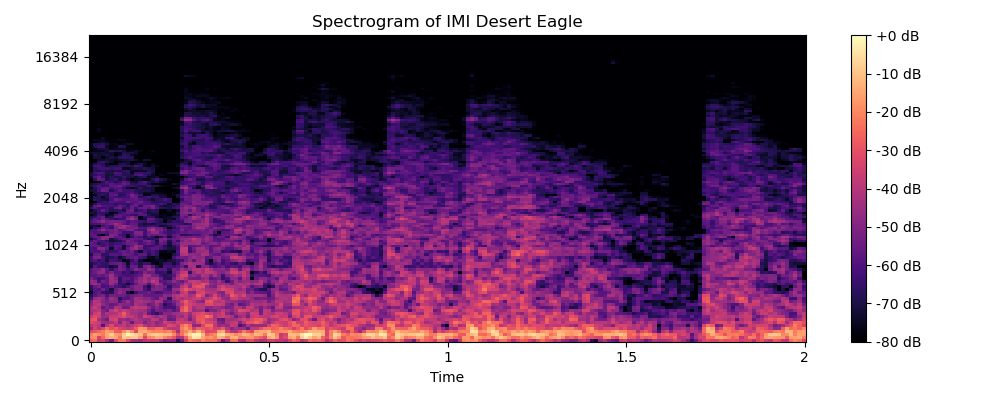 Spectrogram of IMI Desert Eagle
16384
8192
4096
2048
1024
512
0
Hz
0
0.5
1
1.5
2
Time
+0 dB
-10 dB
-20 dB
-30 dB
-40 dB
-50 dB
-60 dB
-70 dB
-80 dB